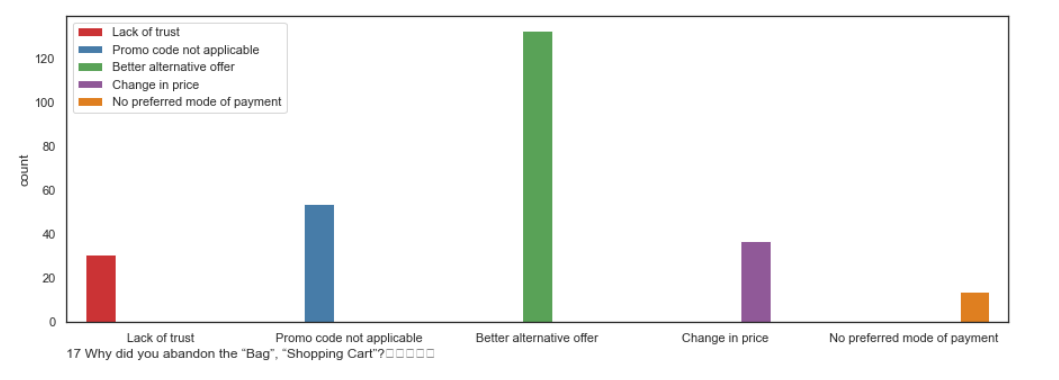 Lack of trust
Promo code not applicable
Better alternative offer
Change in price
No preferred mode of payment
120
100
80
60
40
20
0
count
Lack of trust Promo code not applicable Better alternative offer Change in price No preferred mode of payment
17 Why did you abandon the “Bag”, “Shopping Cart”?□□□□□